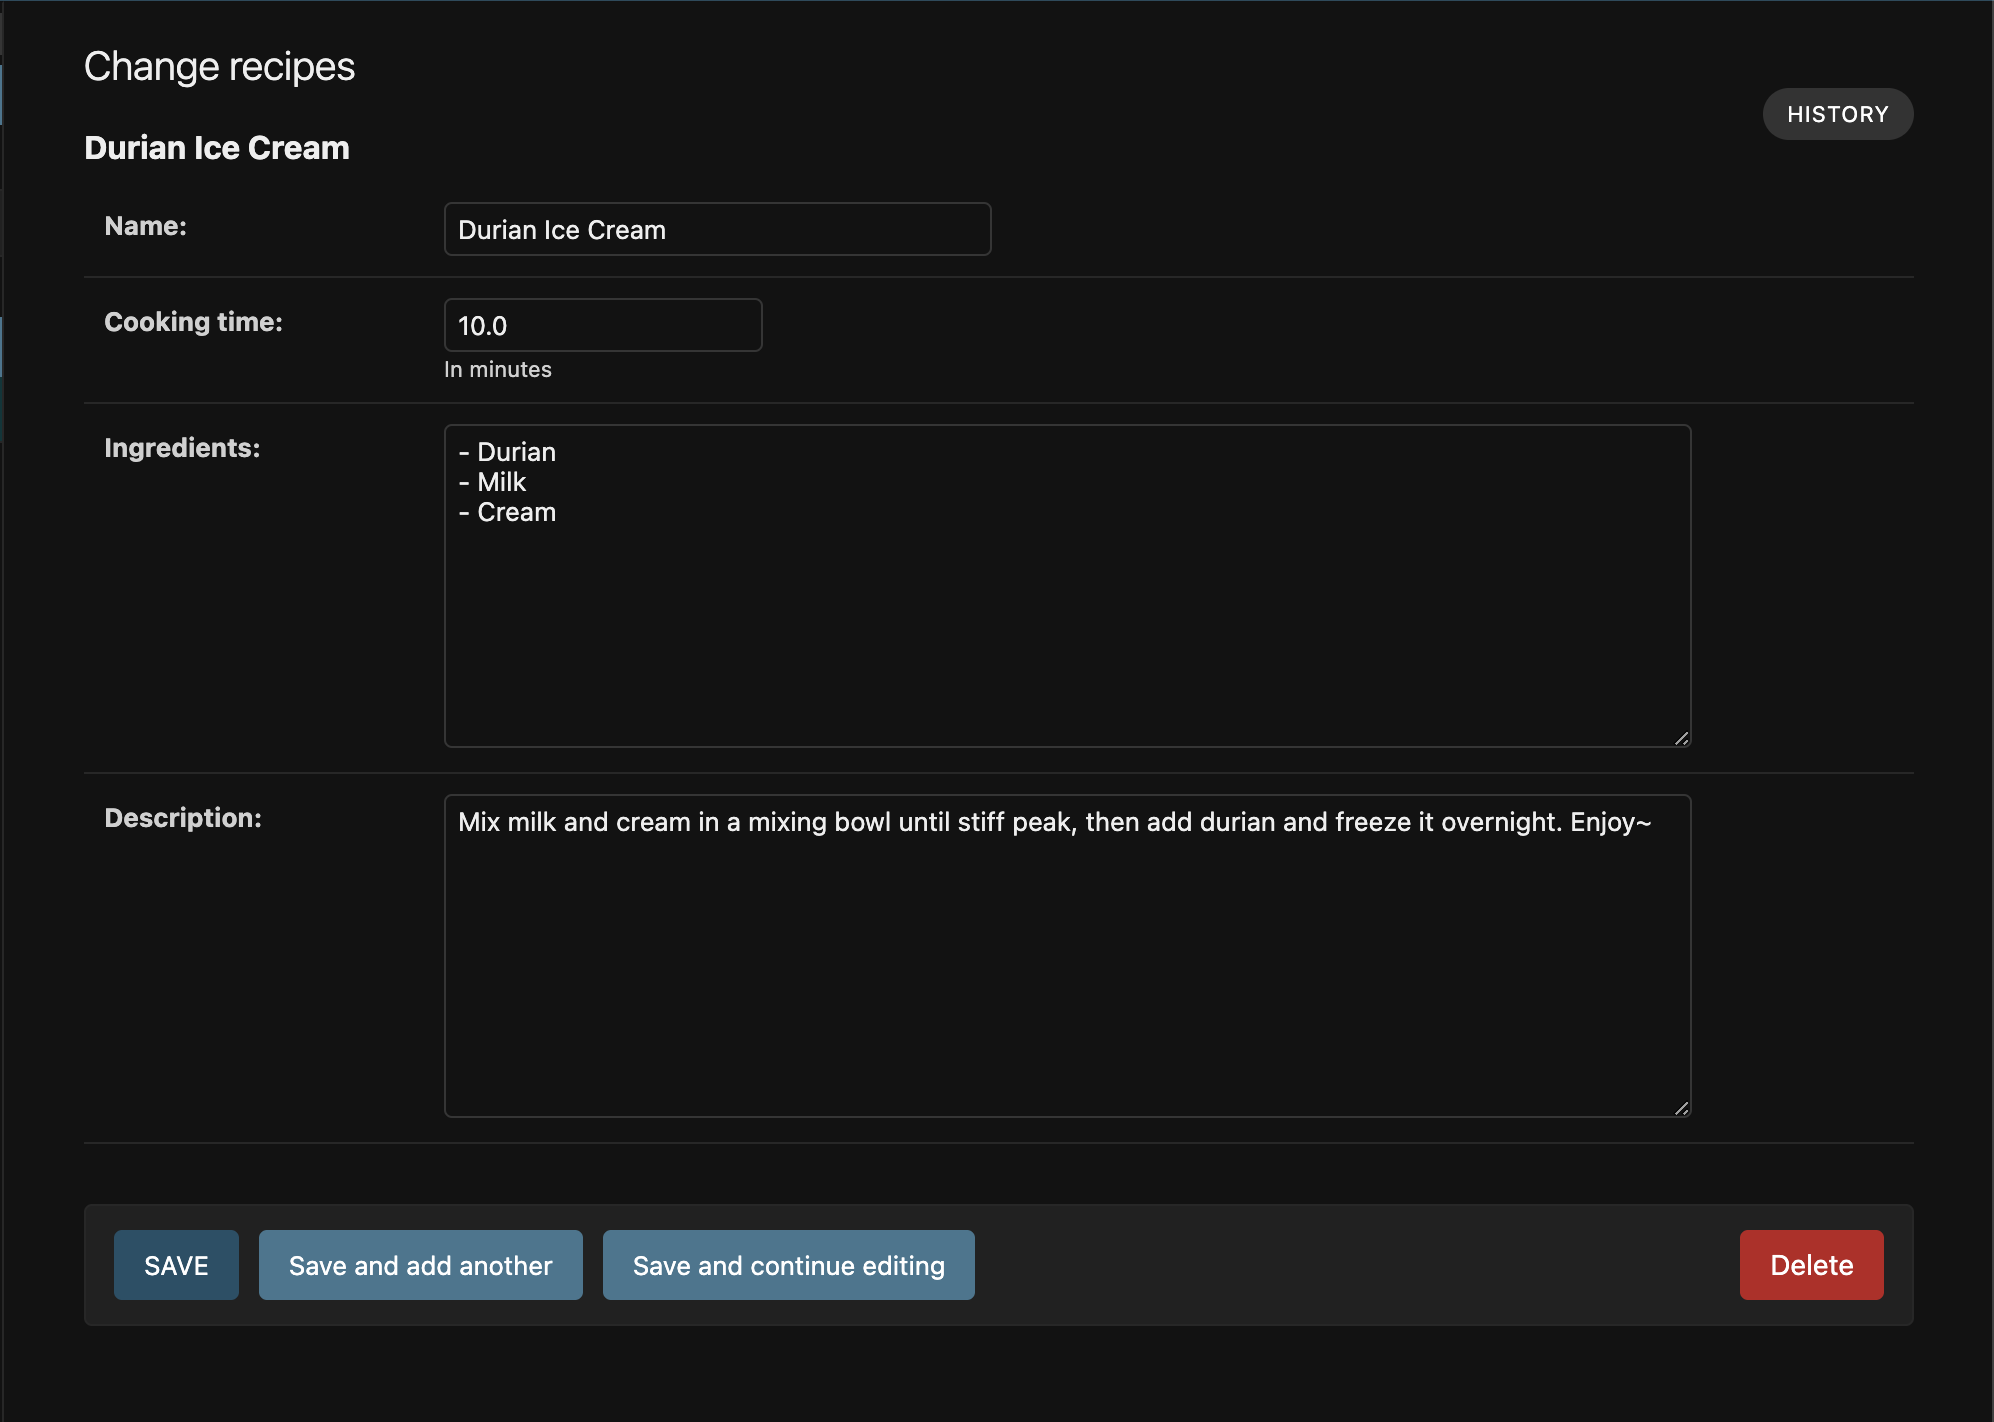 Change recipes
HISTORY
Durian Ice Cream
Name:
Durian Ice Cream
Cooking time:
10.0
In minutes
Ingredients:
- Durian
- Milk
- Cream
Description:
Mix milk and cream in a mixing bowl until stiff peak, then add durian and freeze it overnight. Enjoy~
SAVE
Save and add another
Save and continue editing
Delete